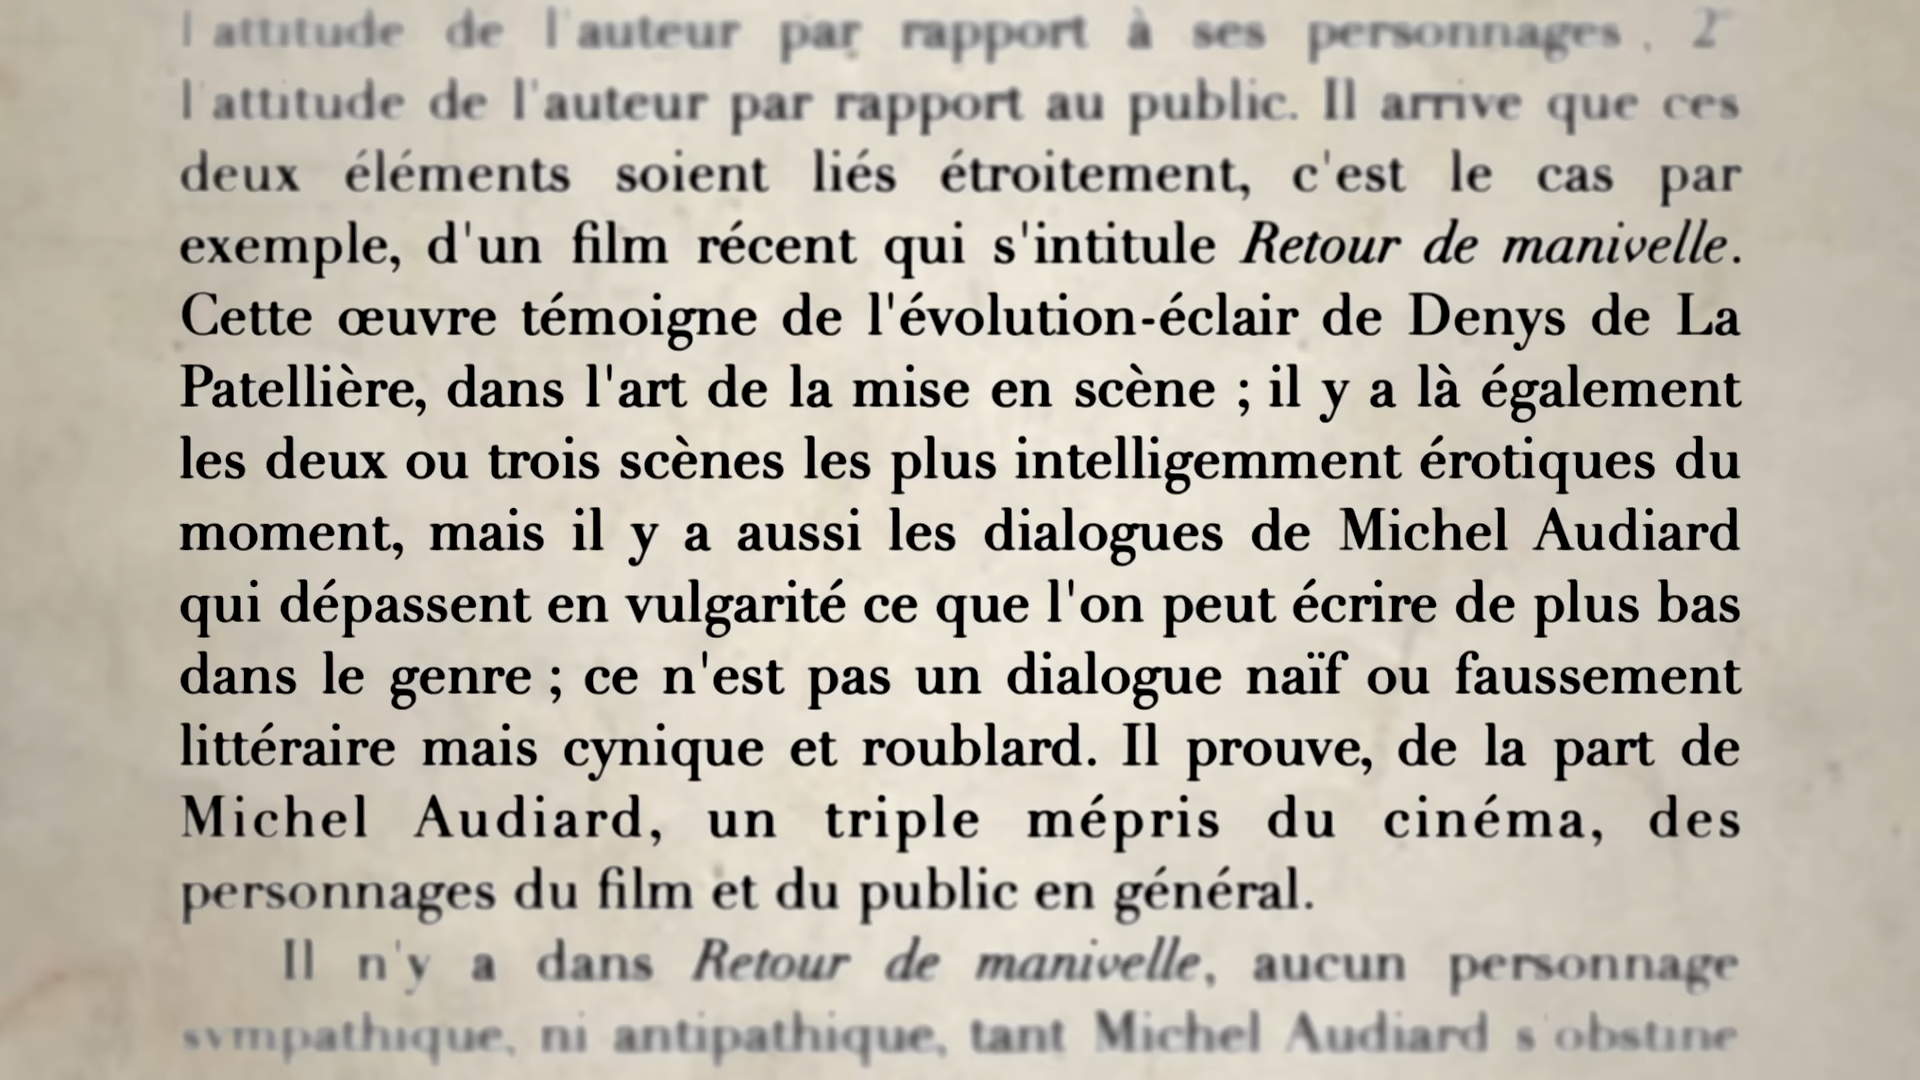 l'attitude de l'auteur par rapport à ses personnages, 2°
l'attitude de l'auteur par rapport au public. Il arrive que ces
deux éléments soient liés étroitement, c'est le cas par
exemple, d'un film récent qui s'intitule Retour de manivelle.
Cette œuvre témoigne de l'évolution-éclair de Denys de La
Patellière, dans l'art de la mise en scène ; il y a là également
les deux ou trois scènes les plus intelligemment érotiques du
moment, mais il y a aussi les dialogues de Michel Audiard
qui dépassent en vulgarité ce que l'on peut écrire de plus bas
dans le genre ; ce n'est pas un dialogue naïf ou faussement
littéraire mais cynique et roublard. Il prouve, de la part de
Michel Audiard, un triple mépris du cinéma, des
personnages du film et du public en général.
Il n'y a dans Retour de manivelle, aucun personnage
sympathique, ni antipathique, tant Michel Audiard s'obstine